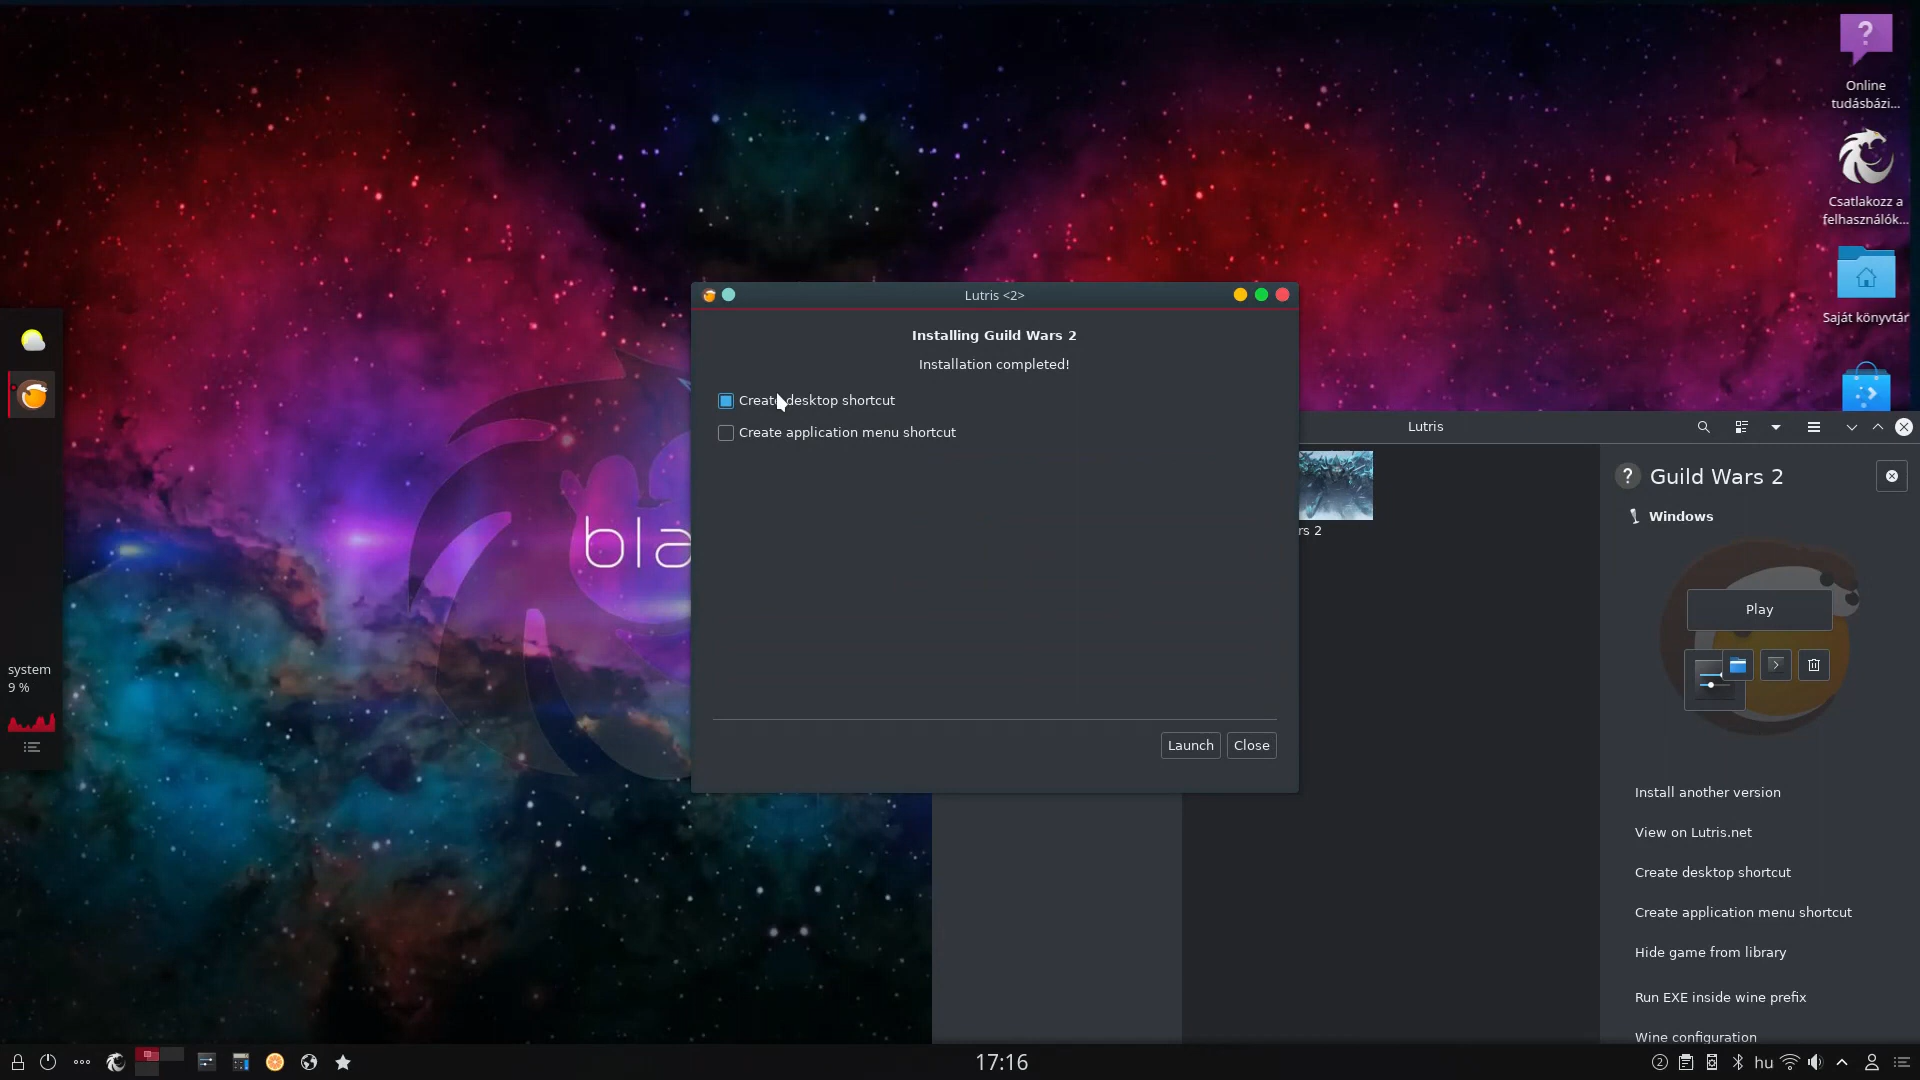 Online
tudásbázi...
Csatlakozz a
felhasználók...
Saját könyvtár
Lutris <2>
Installing Guild Wars 2
Installation completed!
Create desktop shortcut
Create application menu shortcut
Launch
Close
bla
system
9 %
Lutris
rs 2
Guild Wars 2
Windows
Play
Install another version
View on Lutris.net
Create desktop shortcut
Create application menu shortcut
Hide game from library
Run EXE inside wine prefix
Wine configuration
17:16
2
hu